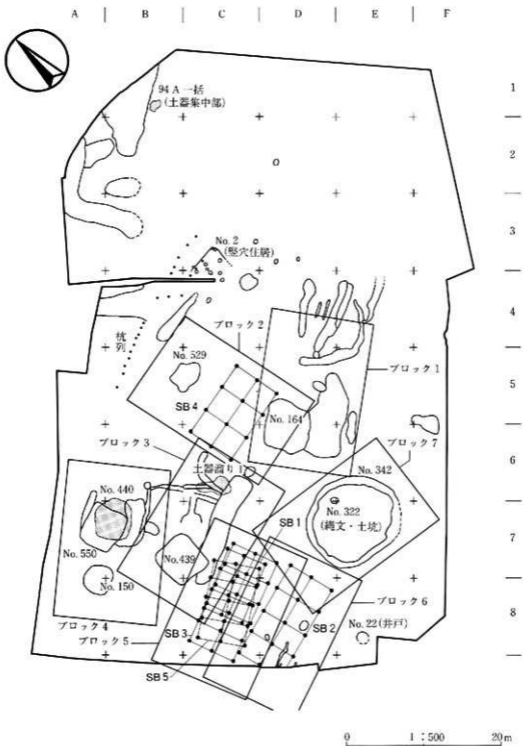 A B C D E F
1
94 A 一括
(土器集中部)
2
3
No. 2
(竪穴住居)
4
杭列
ブロック 2
No. 529
ブロック 1
5
SB 4
No. 164
ブロック 3
ブロック 7
土器溜り 1
No. 342
6
No. 440
No. 322
(縄文・土坑)
SB 1
No. 550
No. 439
7
No. 150
ブロック 6
8
ブロック 4
No. 22 (井戸)
ブロック 5
SB 3
SB 2
SB 5
0 1 : 500 20 m